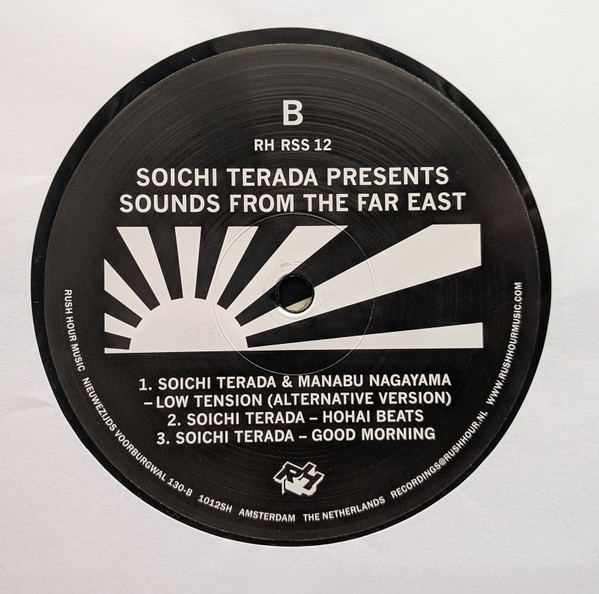 B
RH RSS 12
SOICHI TERADA PRESENTS
SOUNDS FROM THE FAR EAST
1. SOICHI TERADA & MANABU NAGAYAMA
– LOW TENSION (ALTERNATIVE VERSION)
2. SOICHI TERADA – HOHAI BEATS
3. SOICHI TERADA – GOOD MORNING
RH
RUSH HOUR MUSIC NIEUWEZIJDS VOORBURGWAL 130-B 1012SH AMSTERDAM THE NETHERLANDS RECORDINGS@RUSHHOUR.NL WWW.RUSHHOURMUSIC.COM